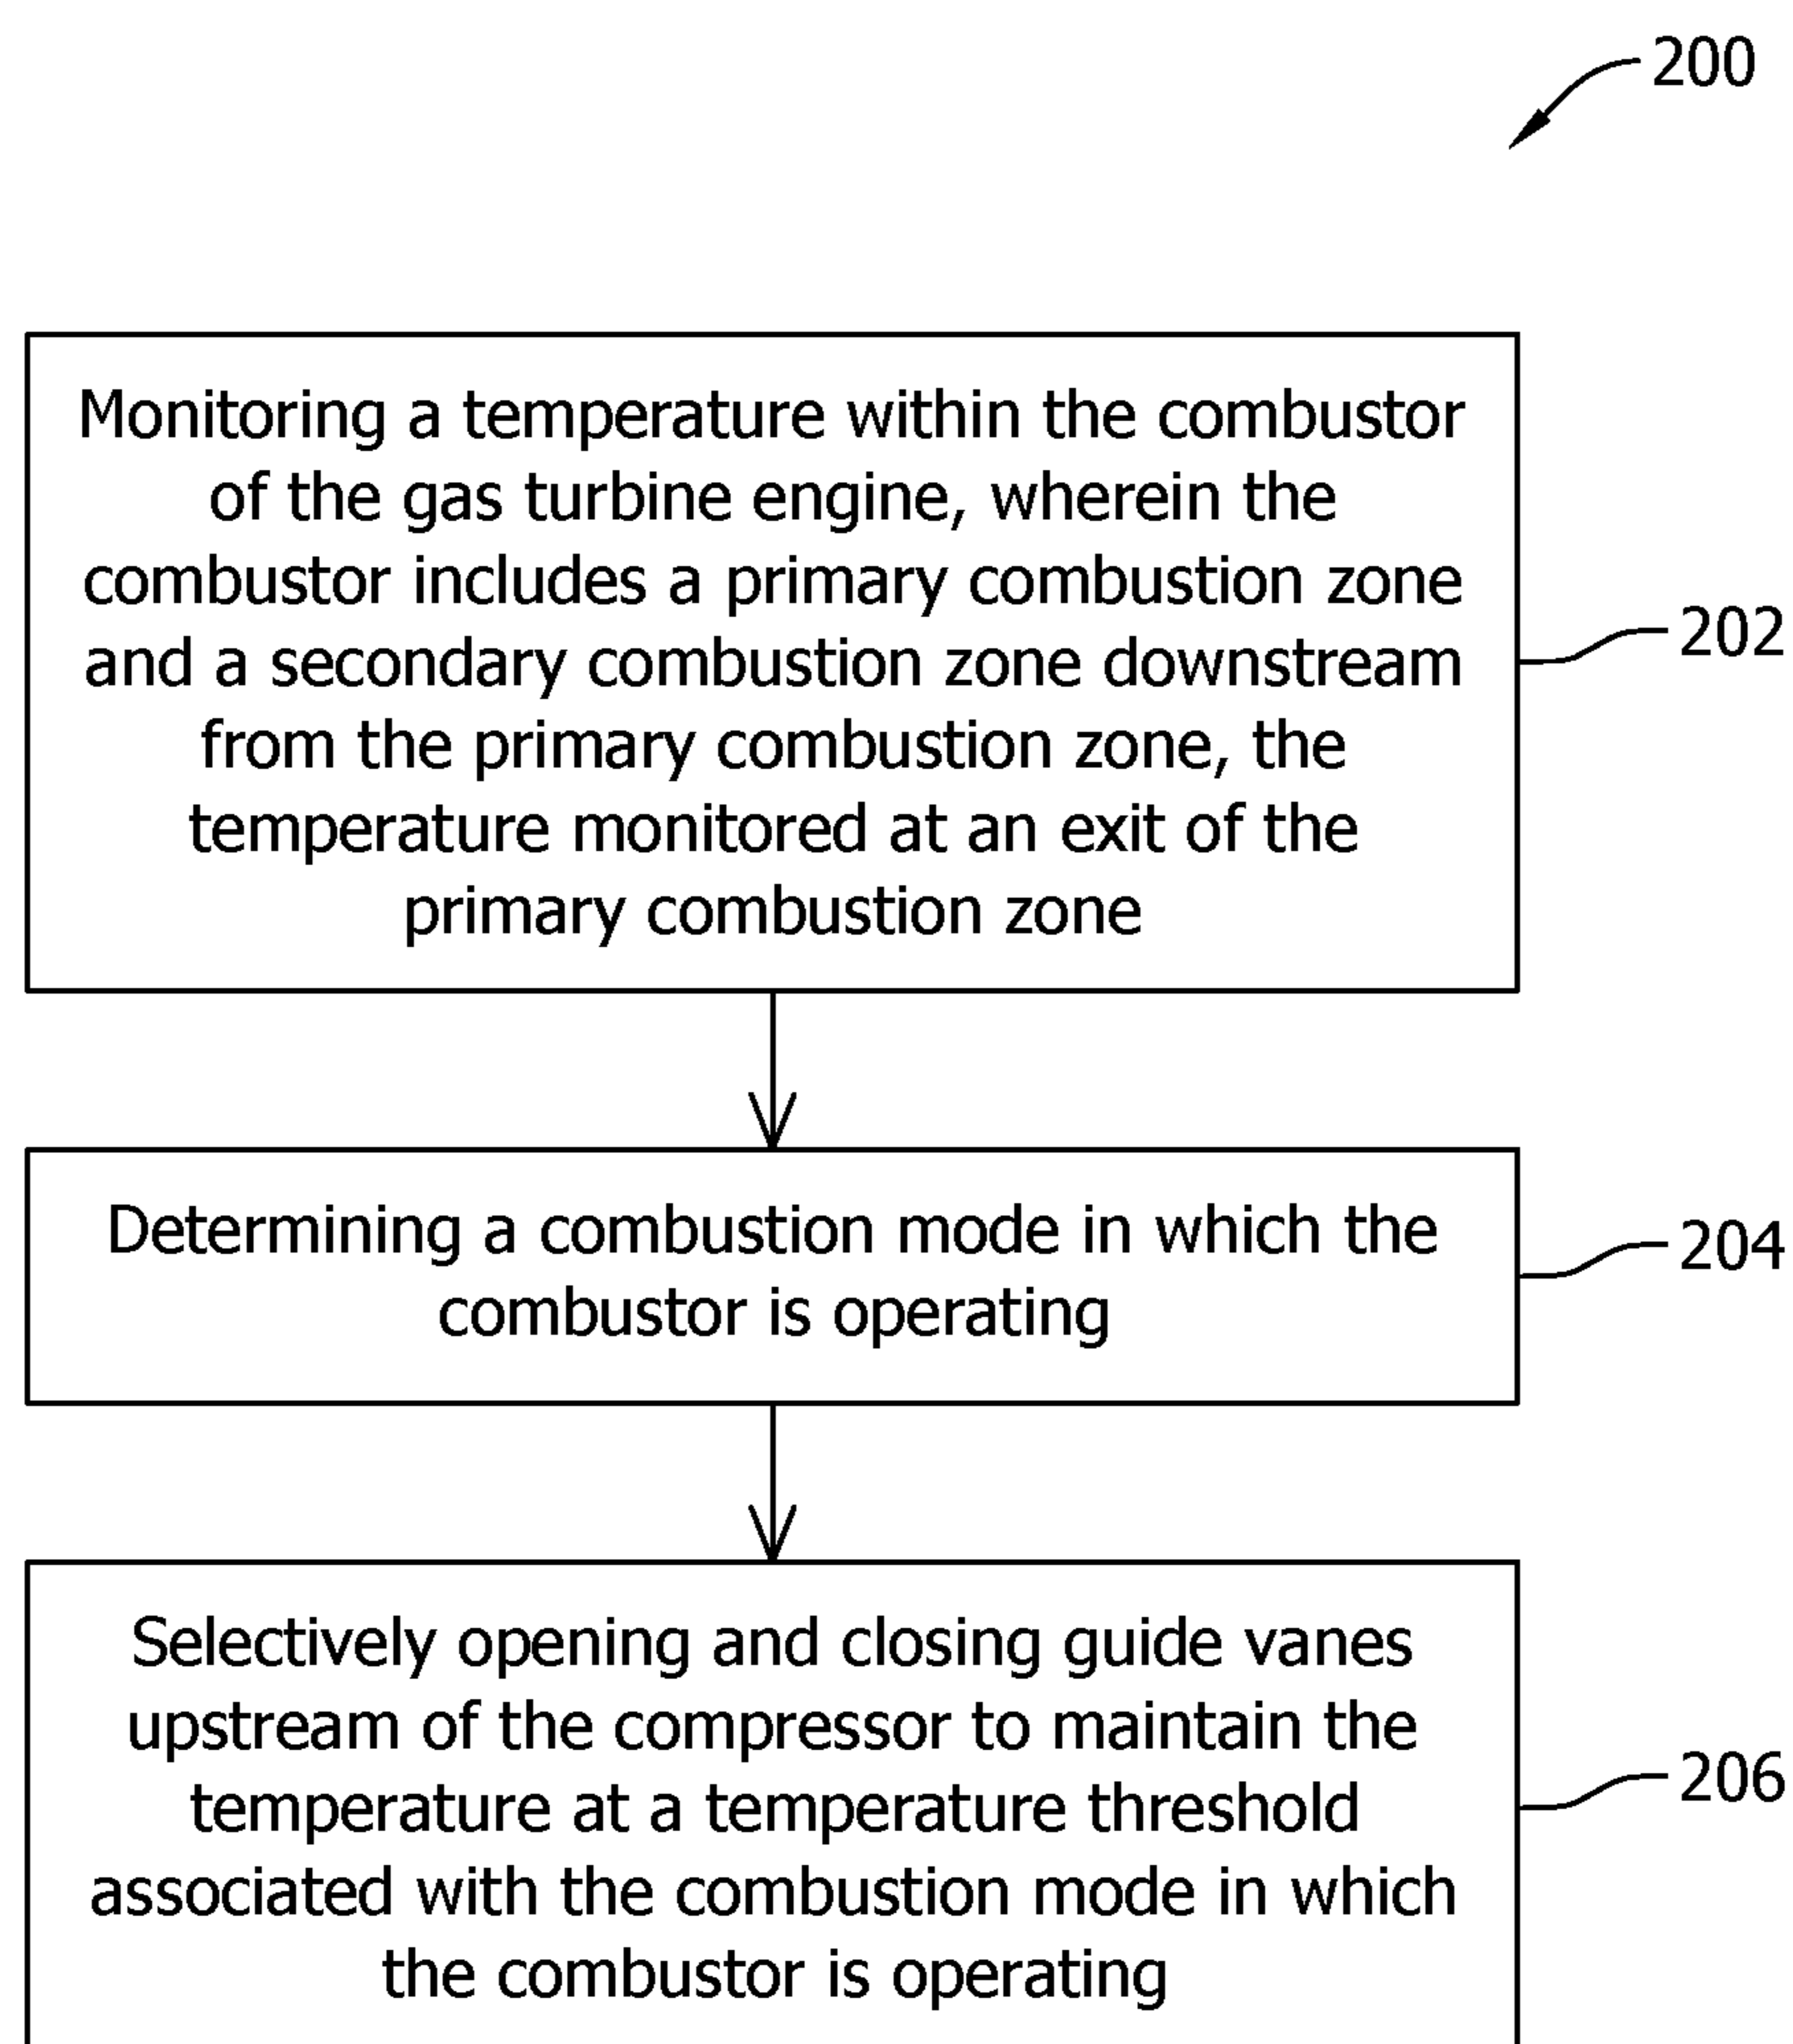 200
Monitoring a temperature within the combustor
of the gas turbine engine, wherein the
combustor includes a primary combustion zone
and a secondary combustion zone downstream
from the primary combustion zone, the
temperature monitored at an exit of the
primary combustion zone
202
Determining a combustion mode in which the
combustor is operating
204
Selectively opening and closing guide vanes
upstream of the compressor to maintain the
temperature at a temperature threshold
associated with the combustion mode in which
the combustor is operating
206